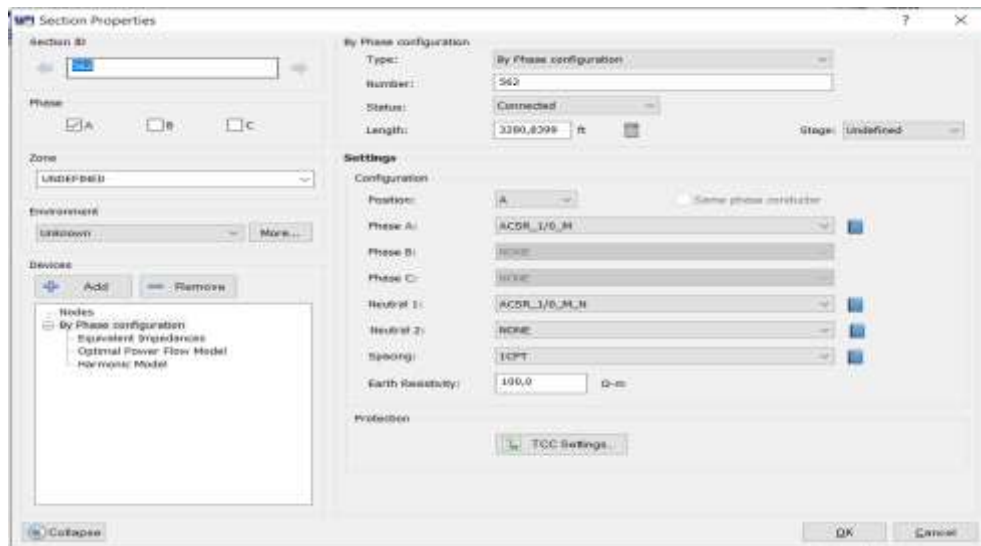 Section Properties
? ×
Section ID
562
Phase
A B C
Zone
UNDEFINED
Environment
Unknown More...
Devices
Add Remove
Nodes
By Phase configuration
Equivalent Impedances
Optimal Power Flow Model
Harmonic Model
Collapse
By Phase configuration
Type: By Phase configuration
Number: 562
Status: Connected
Length: 3280,8399 ft Stage: Undefined
Settings
Configuration
Position: A Same phase conductor
Phase A: ACSR_1/0_M
Phase B: NONE
Phase C: NONE
Neutral 1: ACSR_1/0_M_N
Neutral 2: NONE
Spacing: 1CPT
Earth Resistivity: 100,0 Ω-m
Protection
TCC Settings...
OK Cancel